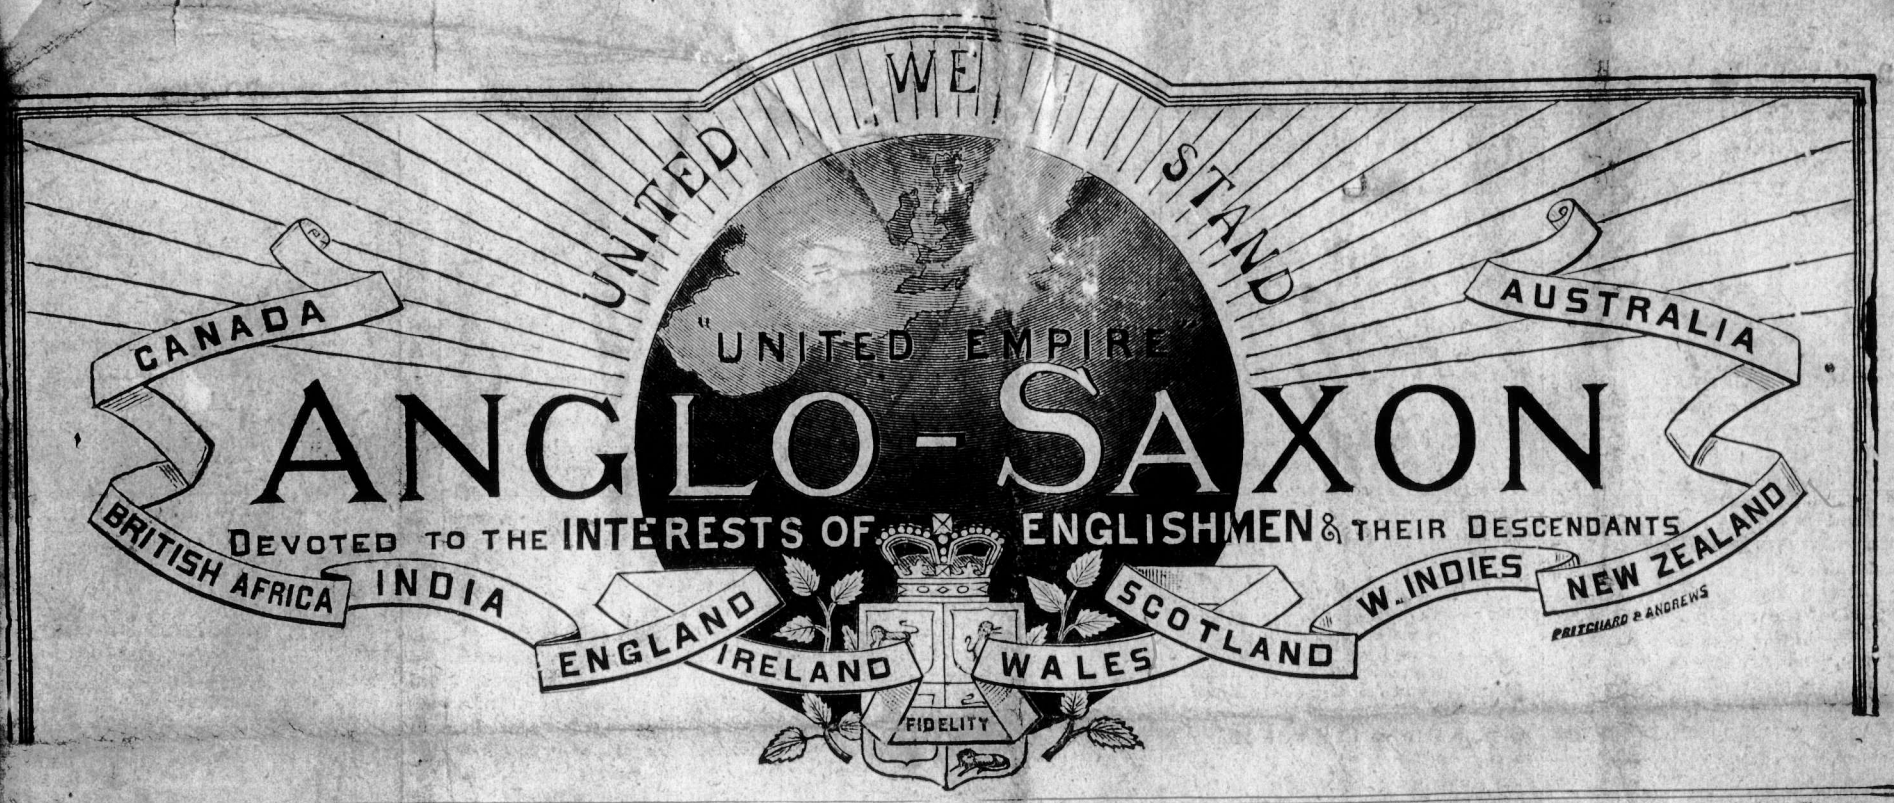 UNITED WE STAND
"UNITED EMPIRE"
CANADA
AUSTRALIA
ANGLO-SAXON
DEVOTED TO THE INTERESTS OF ENGLISHMEN & THEIR DESCENDANTS
BRITISH AFRICA
INDIA
ENGLAND
IRELAND
WALES
SCOTLAND
W. INDIES
NEW ZEALAND
PRITCHARD & ANDREWS
FIDELITY